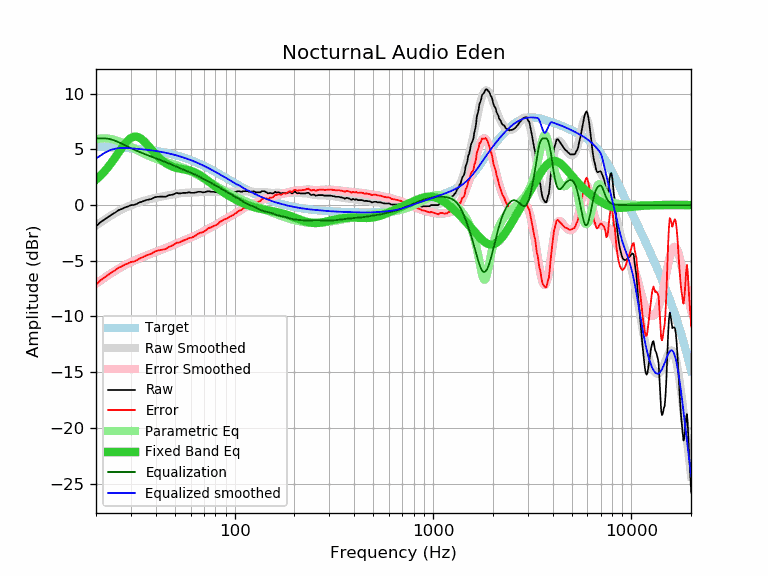 NocturnaL Audio Eden
10
5
0
−5
−10
−15
−20
−25
Amplitude (dBr)
Target
Raw Smoothed
Error Smoothed
Raw
Error
Parametric Eq
Fixed Band Eq
Equalization
Equalized smoothed
100
1000
10000
Frequency (Hz)